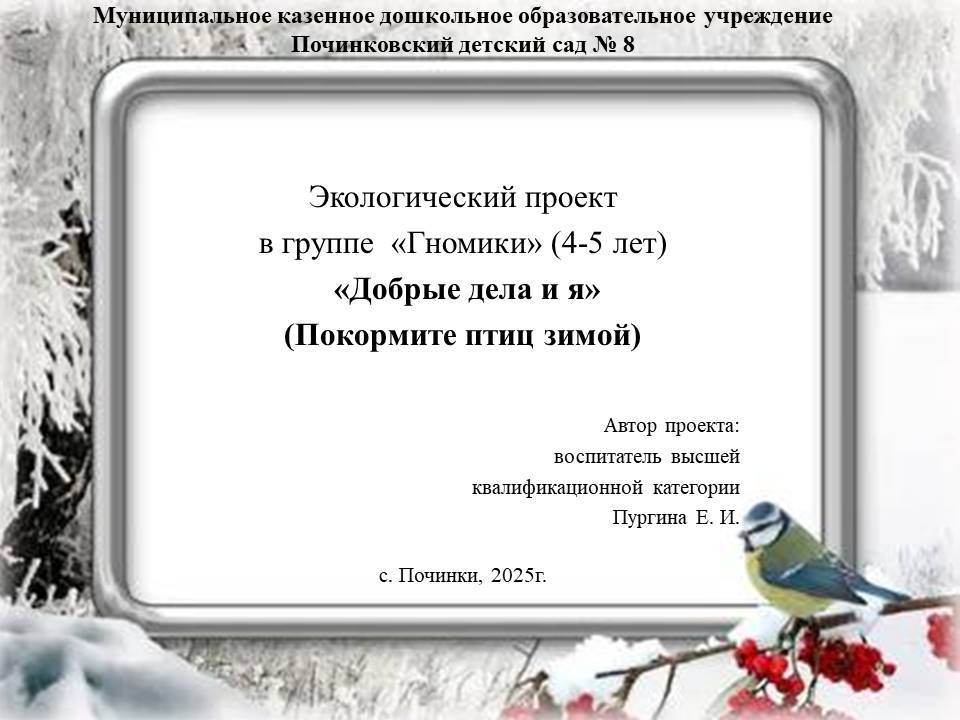 Муниципальное казенное дошкольное образовательное учреждение
Починковский детский сад № 8
Экологический проект
в группе «Гномики» (4-5 лет)
«Добрые дела и я»
(Покормите птиц зимой)
Автор проекта:
воспитатель высшей
квалификационной категории
Пургина Е. И.
с. Починки, 2025г.